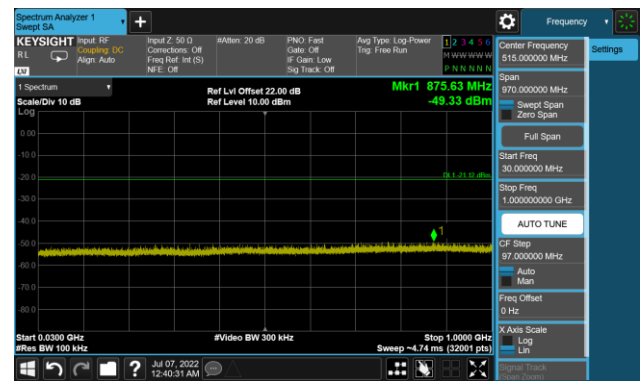 Spectrum Analyzer 1
Swept SA
Frequency
KEYSIGHT
Input: RF
Input Z: 50 Ω
#Atten: 20 dB
PNO: Fast
Avg Type: Log-Power
1 2 3 4 5 6
RL
Coupling: DC
Corrections: Off
Gate: Off
Trig: Free Run
M W W W W W
Align: Auto
Freq Ref: Int (S)
IF Gain: Low
NFE: Off
Sig Track: Off
P N N N N N
LXI
1 Spectrum
Ref Lvl Offset 22.00 dB
Mkr1 875.63 MHz
Scale/Div 10 dB
Ref Level 10.00 dBm
-49.33 dBm
Log
0.00
-10.0
DL1 -21.12 dBm
-20.0
-30.0
-40.0
1
-50.0
-60.0
-70.0
-80.0
Start 0.0300 GHz
#Video BW 300 kHz
Stop 1.0000 GHz
#Res BW 100 kHz
Sweep ~4.74 ms (32001 pts)
Jul 07, 2022
12:40:31 AM
Center Frequency
515.000000 MHz
Settings
Span
970.000000 MHz
Swept Span
Zero Span
Full Span
Start Freq
30.000000 MHz
Stop Freq
1.000000000 GHz
AUTO TUNE
CF Step
97.000000 MHz
Auto
Man
Freq Offset
0 Hz
X Axis Scale
Log
Lin
Signal Track
(Span Zoom)